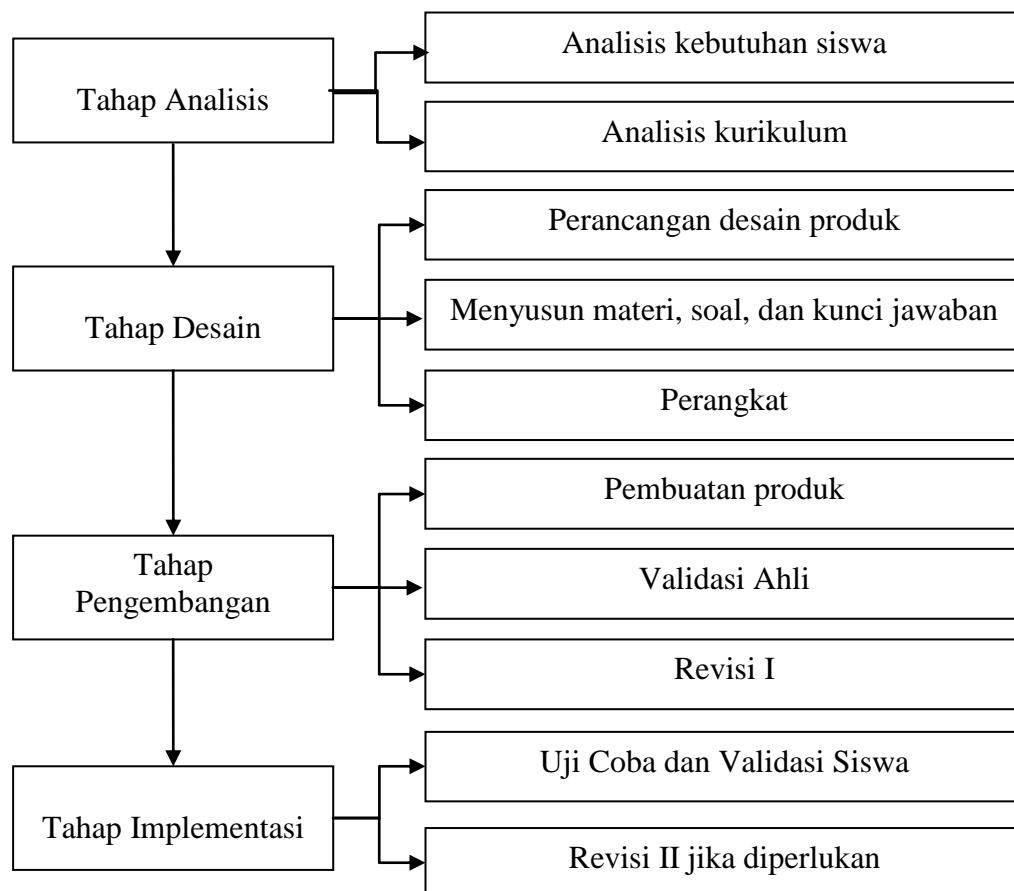 Tahap Analisis
Analisis kebutuhan siswa
Analisis kurikulum
Tahap Desain
Perancangan desain produk
Menyusun materi, soal, dan kunci jawaban
Perangkat
Tahap
Pengembangan
Pembuatan produk
Validasi Ahli
Revisi I
Tahap Implementasi
Uji Coba dan Validasi Siswa
Revisi II jika diperlukan